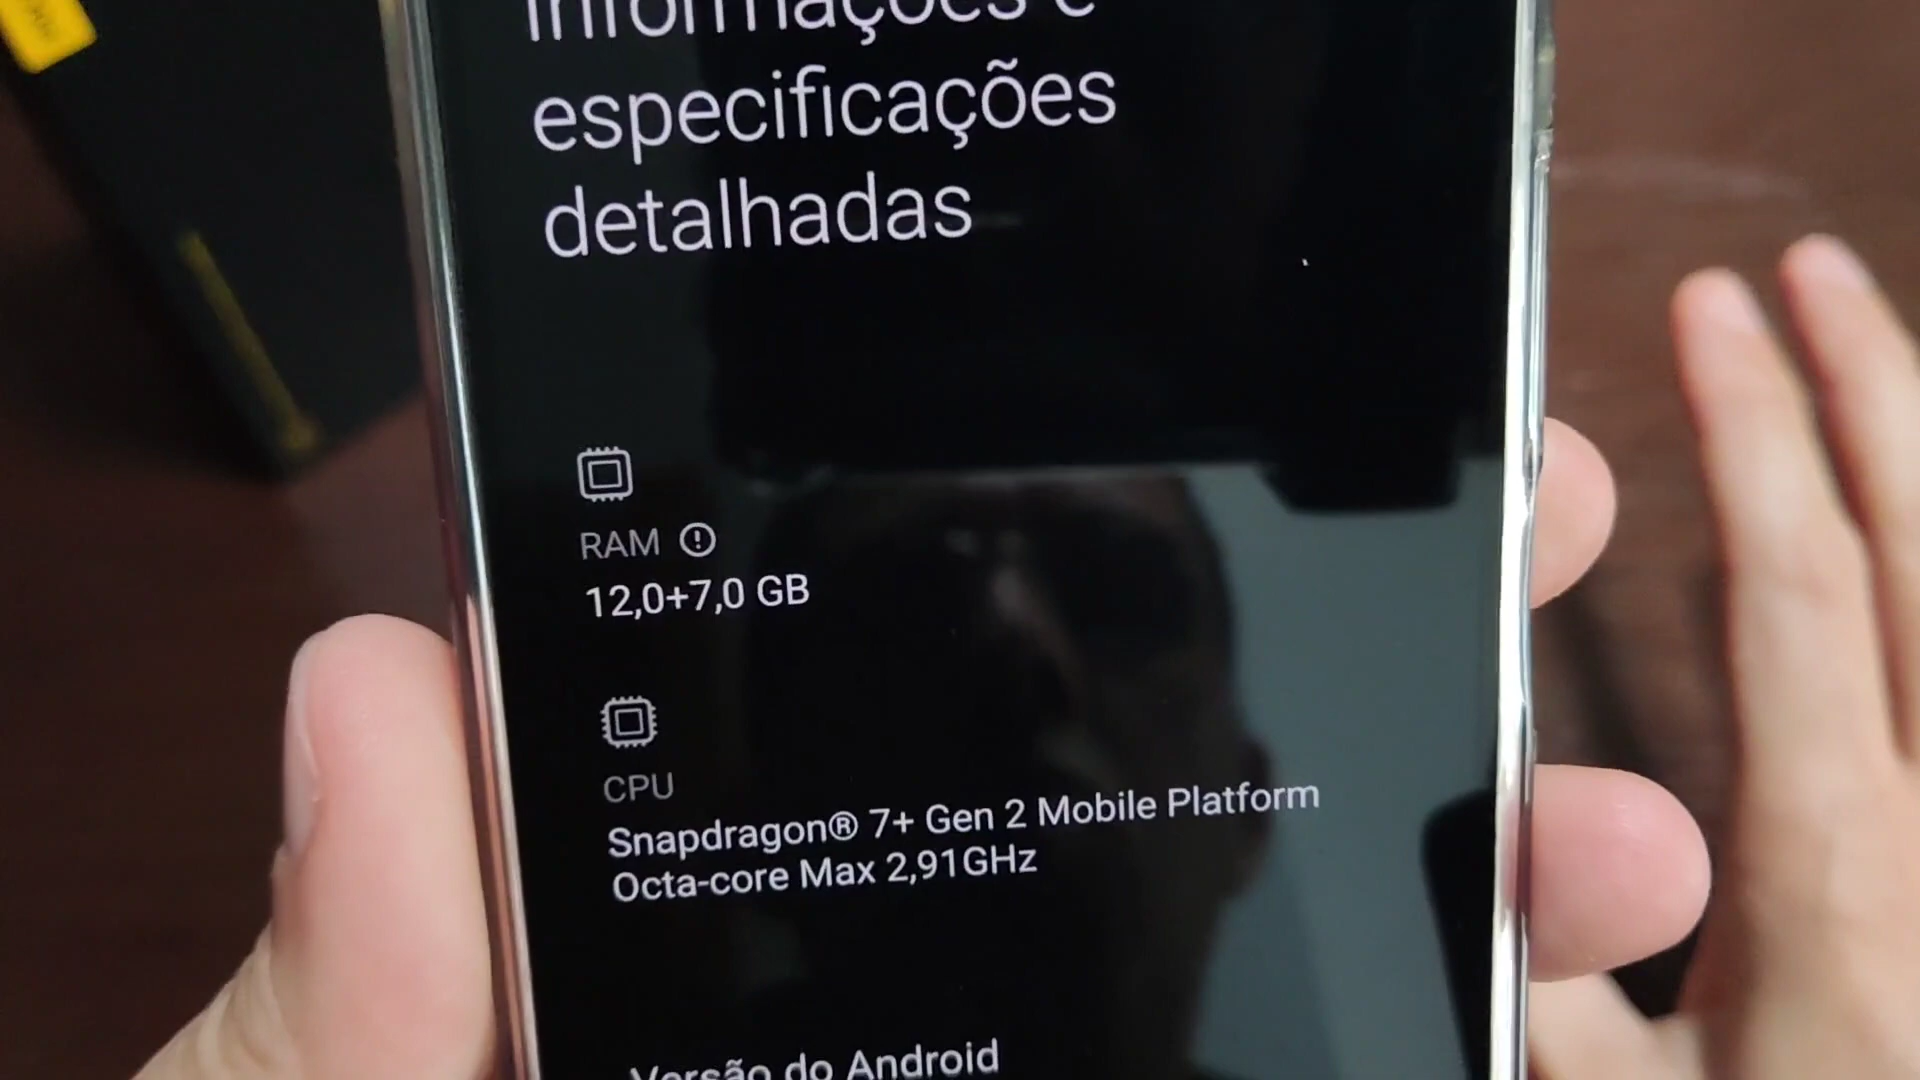 informações e
especificações
detalhadas
RAM
12,0+7,0 GB
CPU
Snapdragon® 7+ Gen 2 Mobile Platform
Octa-core Max 2,91GHz
Versão do Android